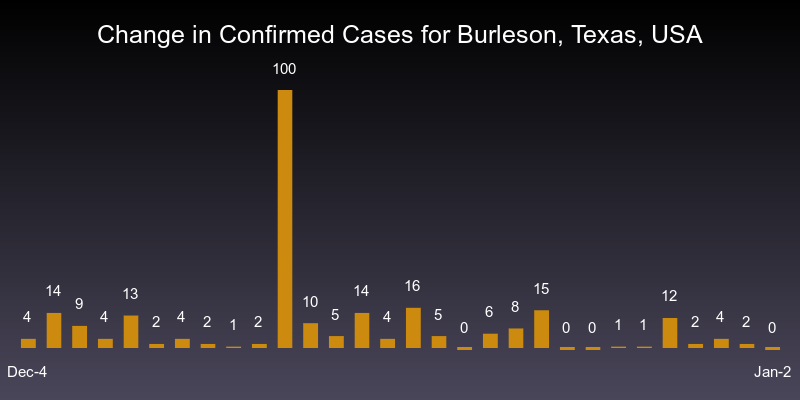 Change in Confirmed Cases for Burleson, Texas, USA
100
4 14 9 4 13 2 4 2 1 2 10 5 14 4 16 5 0 6 8 15 0 0 1 1 12 2 4 2 0
Dec-4 Jan-2